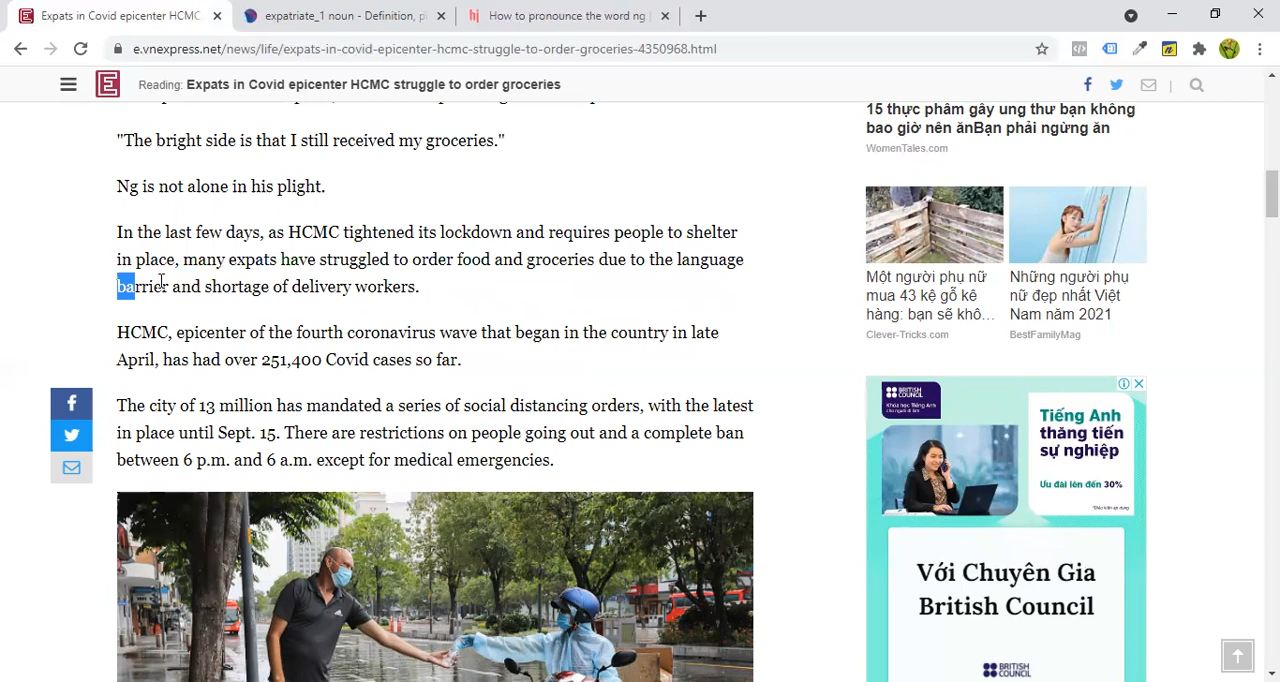 Expats in Covid epicenter HCMC
expatriate_1 noun - Definition, p
hj How to pronounce the word ng
e.vnexpress.net/news/life/expats-in-covid-epicenter-hcmc-struggle-to-order-groceries-4350968.html
E Reading: Expats in Covid epicenter HCMC struggle to order groceries
"The bright side is that I still received my groceries."
Ng is not alone in his plight.
In the last few days, as HCMC tightened its lockdown and requires people to shelter
in place, many expats have struggled to order food and groceries due to the language
barrier and shortage of delivery workers.
HCMC, epicenter of the fourth coronavirus wave that began in the country in late
April, has had over 251,400 Covid cases so far.
The city of 13 million has mandated a series of social distancing orders, with the latest
in place until Sept. 15. There are restrictions on people going out and a complete ban
between 6 p.m. and 6 a.m. except for medical emergencies.
15 thực phẩm gây ung thư bạn không
bao giờ nên ănBạn phải ngừng ăn
WomenTales.com
Một người phụ nữ
mua 43 kệ gỗ kê
hàng: bạn sẽ khô...
Clever-Tricks.com
Những người phụ
nữ đẹp nhất Việt
Nam năm 2021
BestFamilyMag
BRITISH
COUNCIL
Khóa học Tiếng Anh
cho người đi làm
Tiếng Anh
thăng tiến
sự nghiệp
Ưu đãi lên đến 30%
Với Chuyên Gia
British Council
BRITISH
COUNCIL